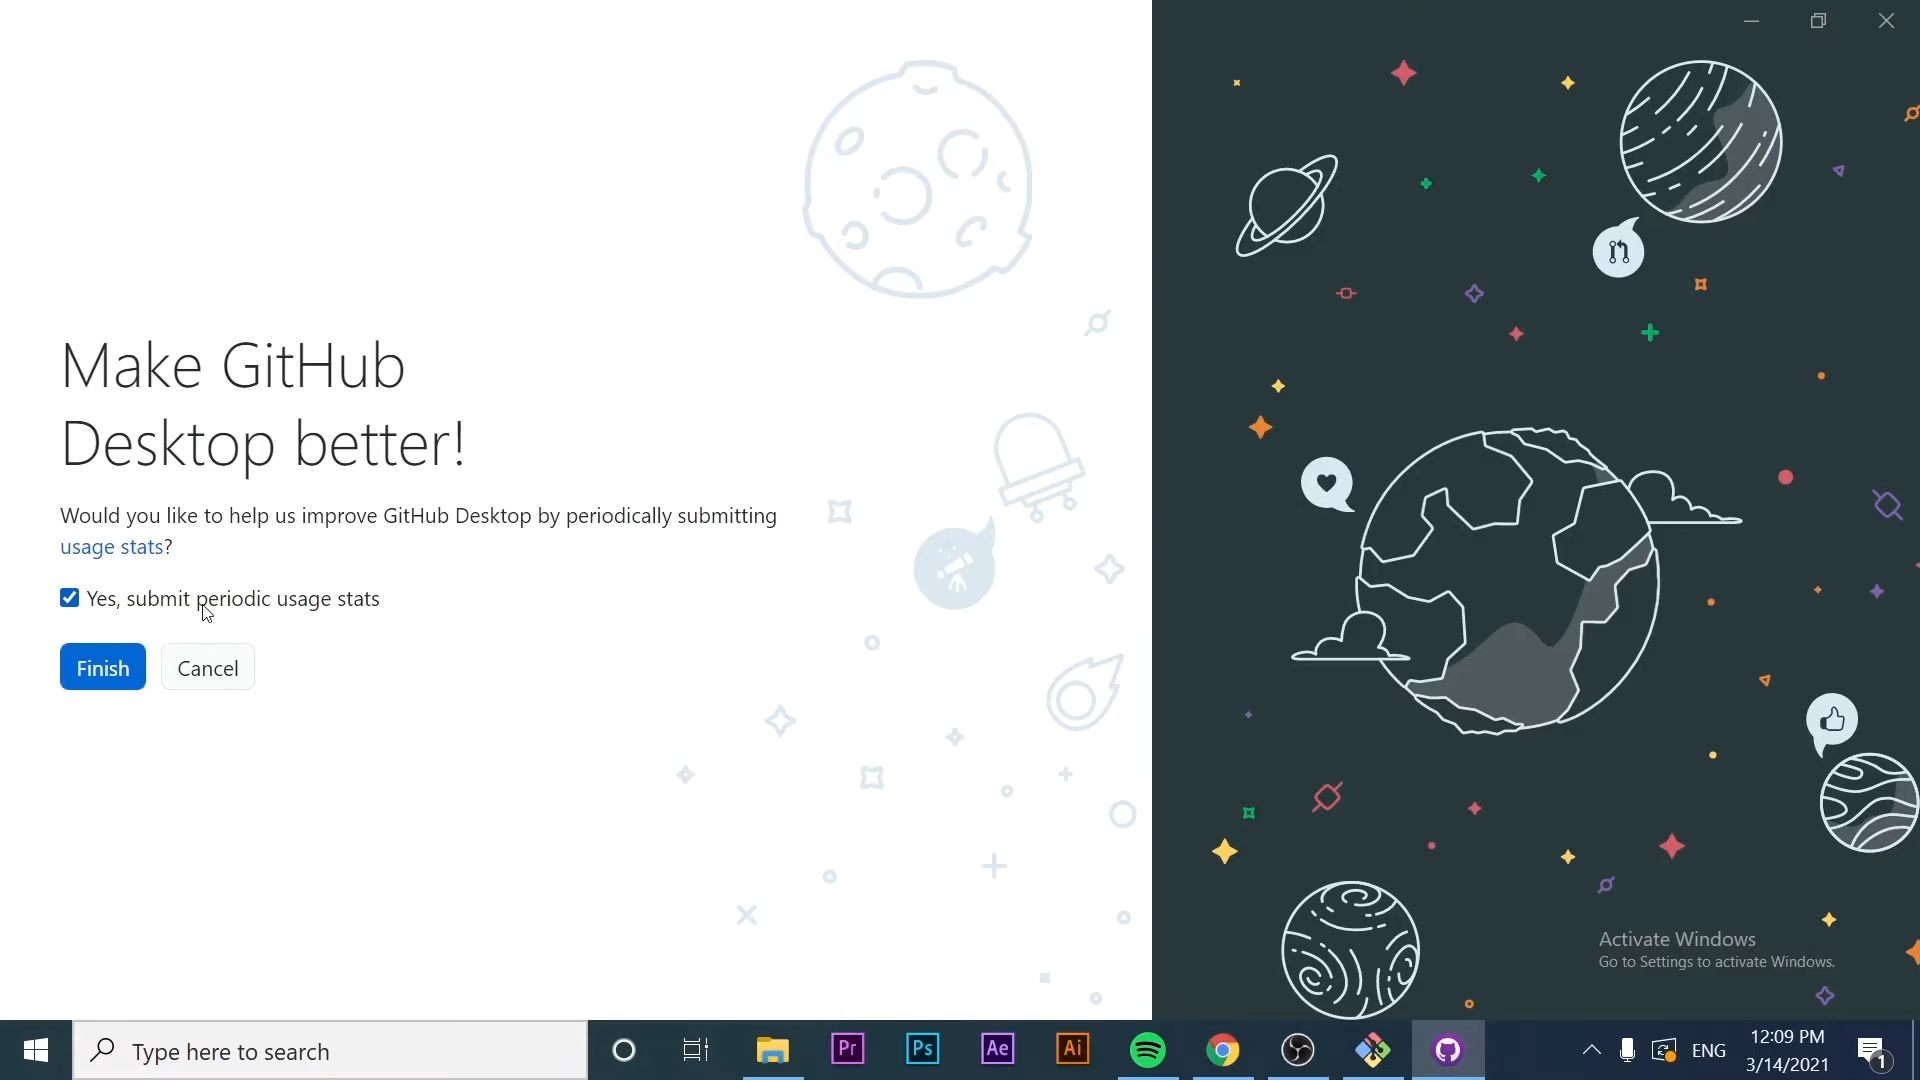 Make GitHub
Desktop better!
Would you like to help us improve GitHub Desktop by periodically submitting
usage stats?
Yes, submit periodic usage stats
Finish
Cancel
Activate Windows
Go to Settings to activate Windows.
Type here to search
Pr
Ps
Ae
Ai
ENG
12:09 PM
3/14/2021
1